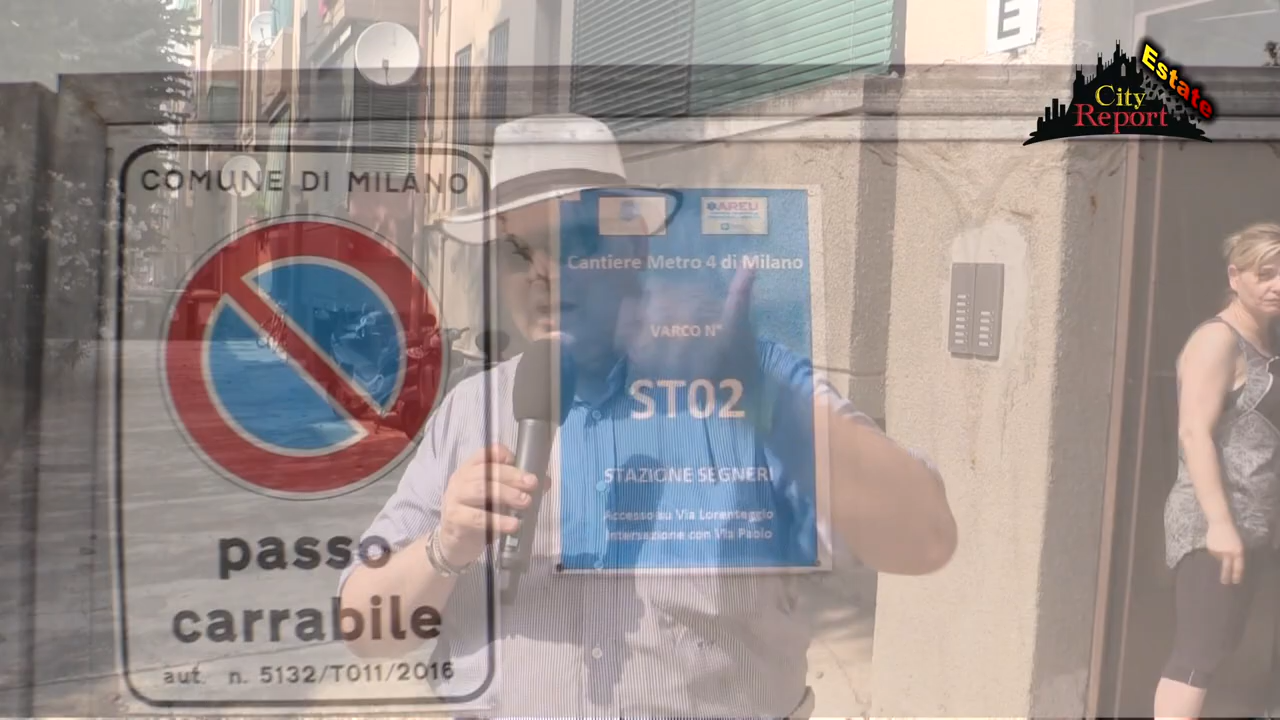 E
Estate
City
Report
COMUNE DI MILANO
passo
carrabile
aut. n. 5132/T011/2016
AREU
Cantiere Metro 4 di Milano
VARCO N°
ST02
STAZIONE SEGNERI
Accesso su Via Lorenteggio
Intersezione con Via Paolo